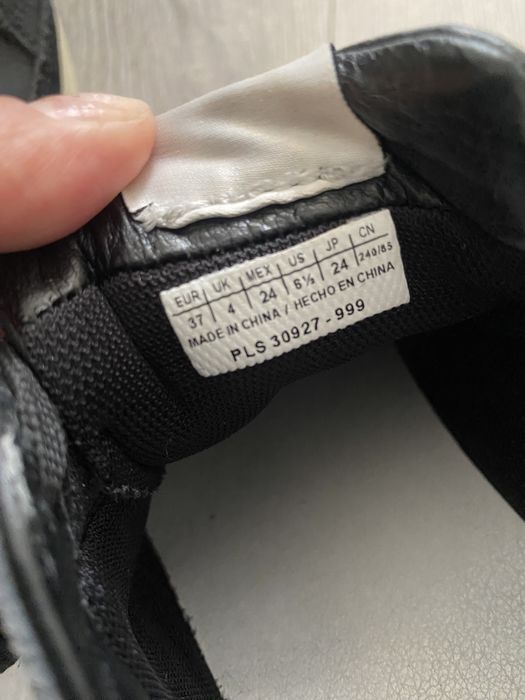 EUR UK MEX US JP CN
37 4 24 6½ 24 240/85
MADE IN CHINA / HECHO EN CHINA
PLS 30927 - 999